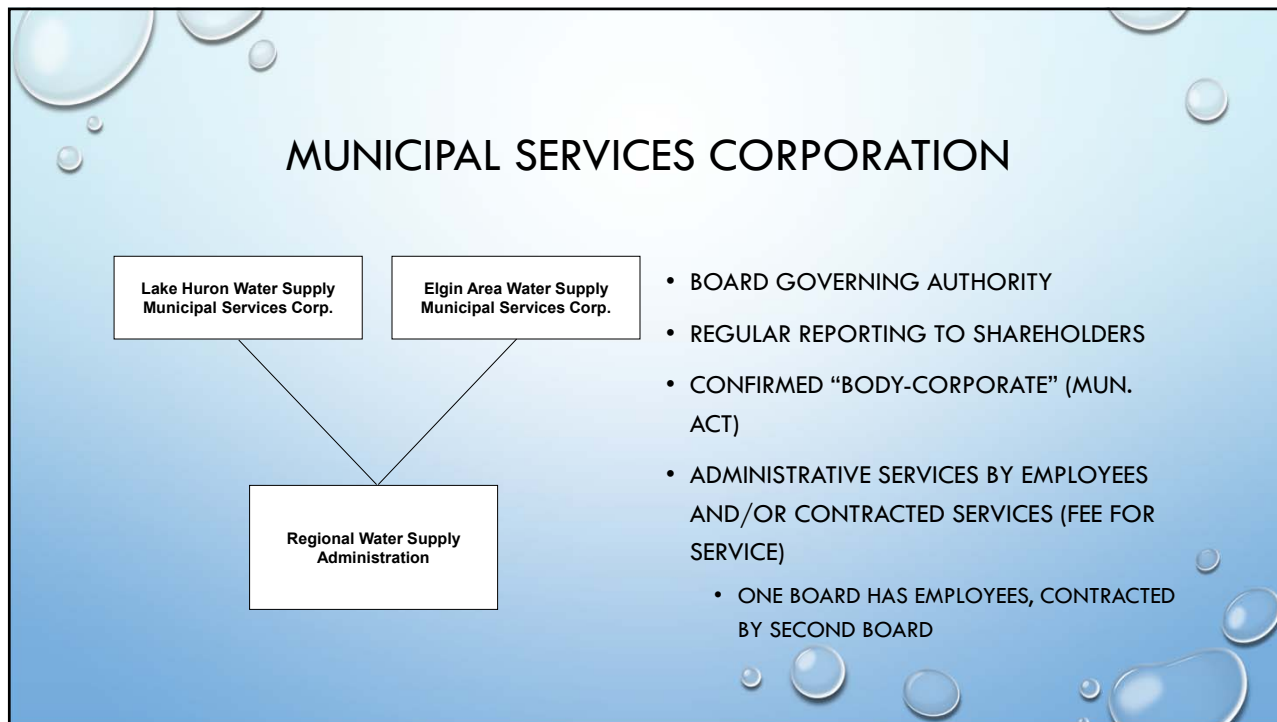 MUNICIPAL SERVICES CORPORATION
Lake Huron Water Supply
Municipal Services Corp.
Elgin Area Water Supply
Municipal Services Corp.
Regional Water Supply
Administration
• BOARD GOVERNING AUTHORITY
• REGULAR REPORTING TO SHAREHOLDERS
• CONFIRMED “BODY-CORPORATE” (MUN.
ACT)
• ADMINISTRATIVE SERVICES BY EMPLOYEES
AND/OR CONTRACTED SERVICES (FEE FOR
SERVICE)
• ONE BOARD HAS EMPLOYEES, CONTRACTED
BY SECOND BOARD